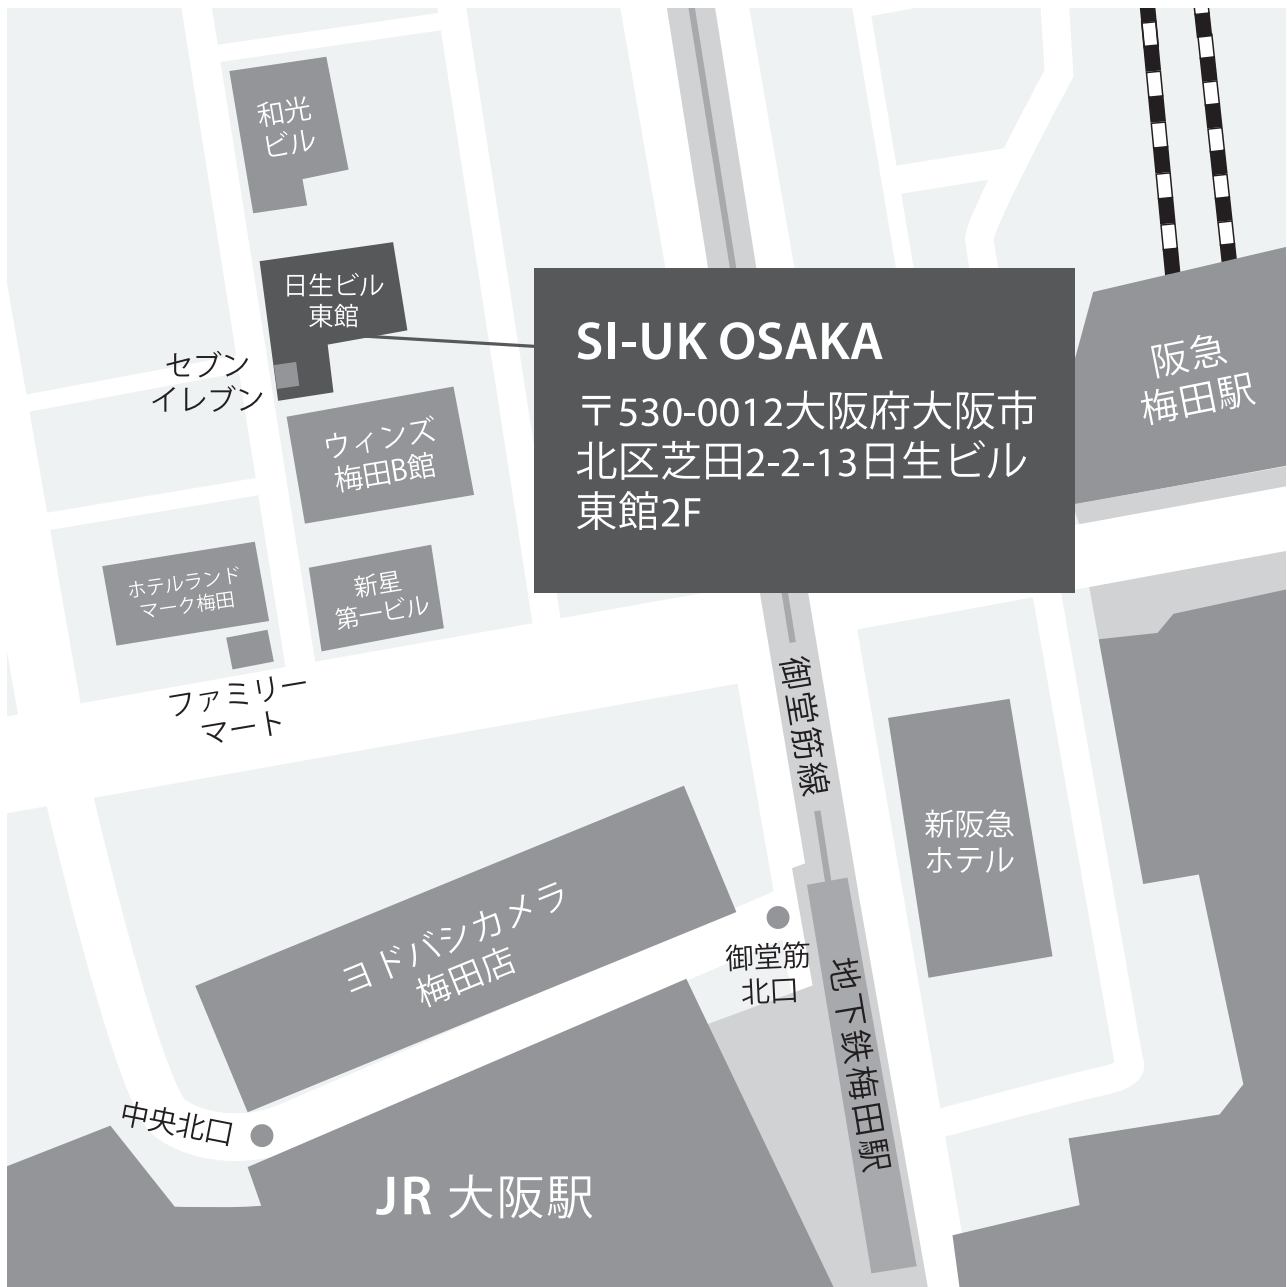 和光
ビル
日生ビル
東館
セブン
イレブン
SI-UK OSAKA
〒530-0012大阪府大阪市
北区芝田2-2-13日生ビル
東館2F
阪急
梅田駅
ウィンズ
梅田B館
ホテルランド
マーク梅田
新星
第一ビル
ファミリー
マート
御堂筋線
新阪急
ホテル
ヨドバシカメラ
梅田店
御堂筋
北口
地下鉄梅田駅
中央北口
JR 大阪駅